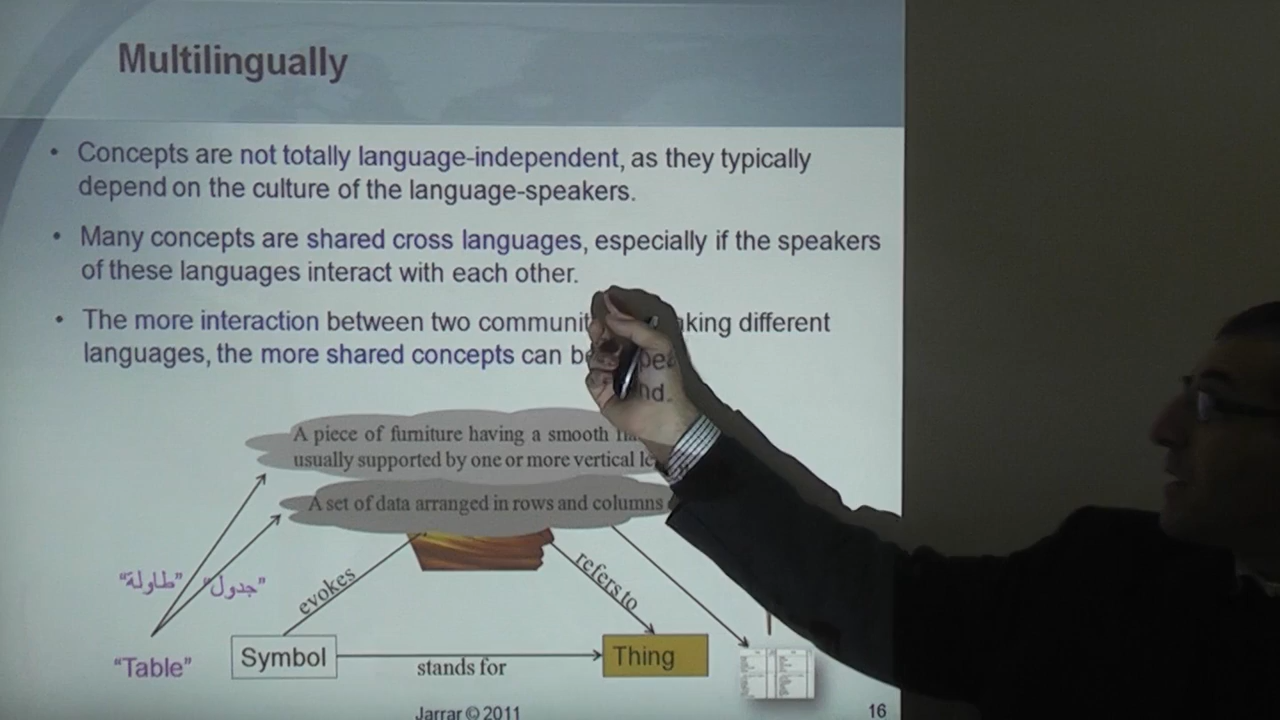 Multilingually
• Concepts are not totally language-independent, as they typically
depend on the culture of the language-speakers.
• Many concepts are shared cross languages, especially if the speakers
of these languages interact with each other.
• The more interaction between two different
languages, the more shared concepts can
A piece of furniture having a smooth
usually supported by one or more vertical
A set of data arranged in rows and columns
evokes
refers to
“طاولة”
“جدول”
“Table”
Symbol
stands for
Thing
Jarrar © 2011
16